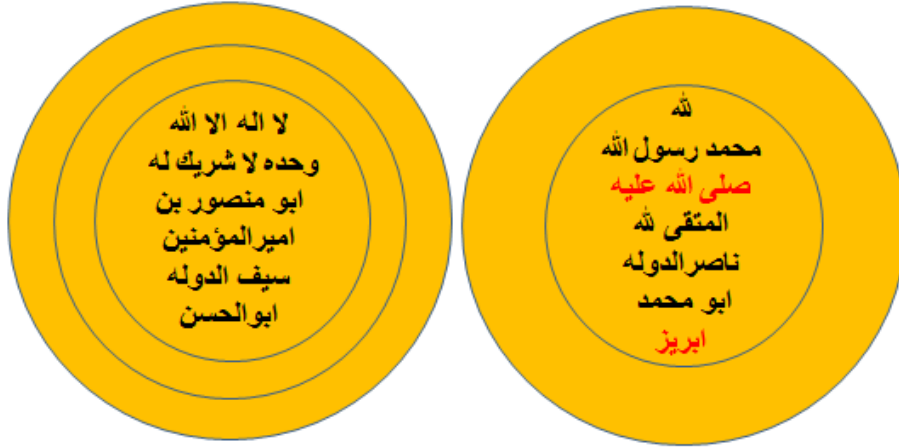 لا اله الا الله
وحده لا شريك له
ابو منصور بن
اميرالمؤمنين
سيف الدوله
ابوالحسن
لله
محمد رسول الله
صلى الله عليه
المتقى لله
ناصرالدوله
ابو محمد
ابريز